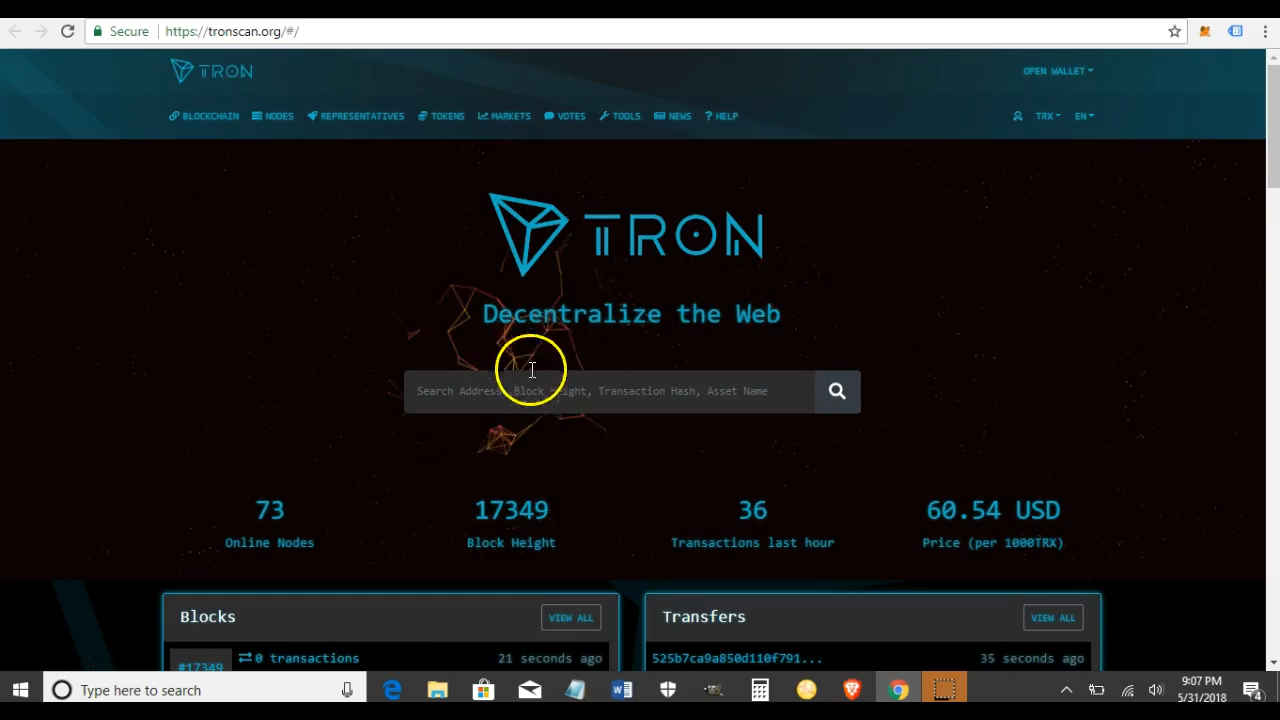 Secure https://tronscan.org/#/
TRON
OPEN WALLET
BLOCKCHAIN NODES REPRESENTATIVES TOKENS MARKETS VOTES TOOLS NEWS ? HELP TRX EN
TRON
Decentralize the Web
Search Address, Block Height, Transaction Hash, Asset Name
73 17349 36 60.54 USD
Online Nodes Block Height Transactions last hour Price (per 1000TRX)
Blocks VIEW ALL Transfers VIEW ALL
#17349 0 transactions 21 seconds ago 525b7ca9a850d110f791... 35 seconds ago
Type here to search
9:07 PM
5/31/2018
4